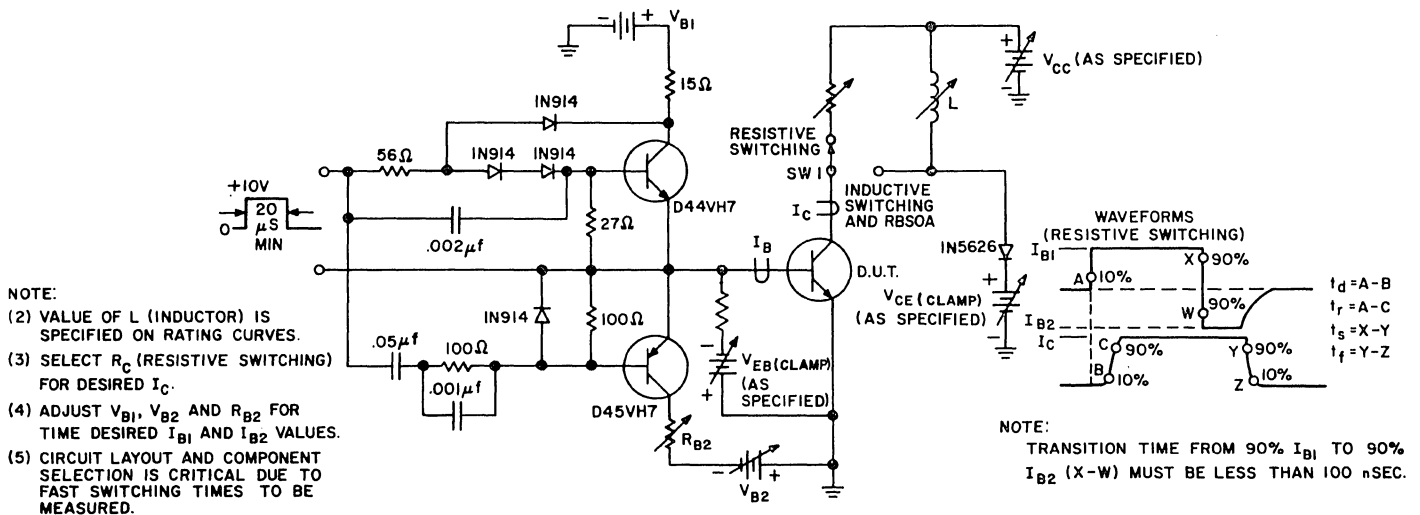 - + V_B1
15Ω
1N914
56Ω
1N914 1N914
+10V
0
20
μS
MIN
.002μf
D44VH7
27Ω
RESISTIVE
SWITCHING
SW1
INDUCTIVE
SWITCHING
AND RBSOA
I_C
L
+
-
V_CC (AS SPECIFIED)
I_B
D.U.T.
1N5626
+
-
V_CE (CLAMP)
(AS SPECIFIED)
1N914
100Ω
.05μf
100Ω
.001μf
D45VH7
-
+
V_EB (CLAMP)
(AS
SPECIFIED)
R_B2
- +
V_B2
NOTE:
(2) VALUE OF L (INDUCTOR) IS
SPECIFIED ON RATING CURVES.
(3) SELECT R_C (RESISTIVE SWITCHING)
FOR DESIRED I_C.
(4) ADJUST V_B1, V_B2 AND R_B2 FOR
TIME DESIRED I_B1 AND I_B2 VALUES.
(5) CIRCUIT LAYOUT AND COMPONENT
SELECTION IS CRITICAL DUE TO
FAST SWITCHING TIMES TO BE
MEASURED.
WAVEFORMS
(RESISTIVE SWITCHING)
I_B1
X 90%
A 10%
W 90%
I_B2
I_C
C 90%
Y 90%
B 10%
Z 10%
t_d = A-B
t_r = A-C
t_s = X-Y
t_f = Y-Z
NOTE:
TRANSITION TIME FROM 90% I_B1 TO 90%
I_B2 (X-W) MUST BE LESS THAN 100 nSEC.